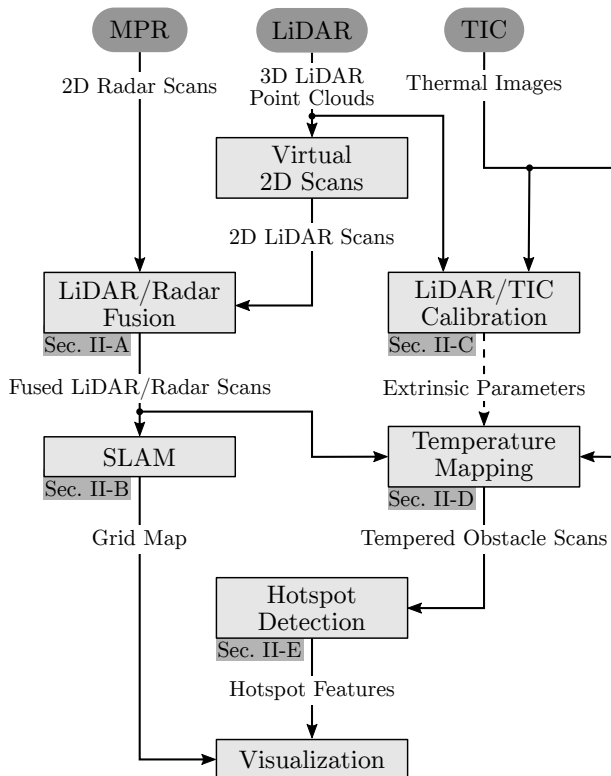 MPR
LiDAR
TIC
2D Radar Scans
3D LiDAR
Point Clouds
Thermal Images
Virtual
2D Scans
2D LiDAR Scans
LiDAR/Radar
Fusion
Sec. II-A
LiDAR/TIC
Calibration
Sec. II-C
Fused LiDAR/Radar Scans
Extrinsic Parameters
SLAM
Sec. II-B
Temperature
Mapping
Sec. II-D
Grid Map
Tempered Obstacle Scans
Hotspot
Detection
Sec. II-E
Hotspot Features
Visualization